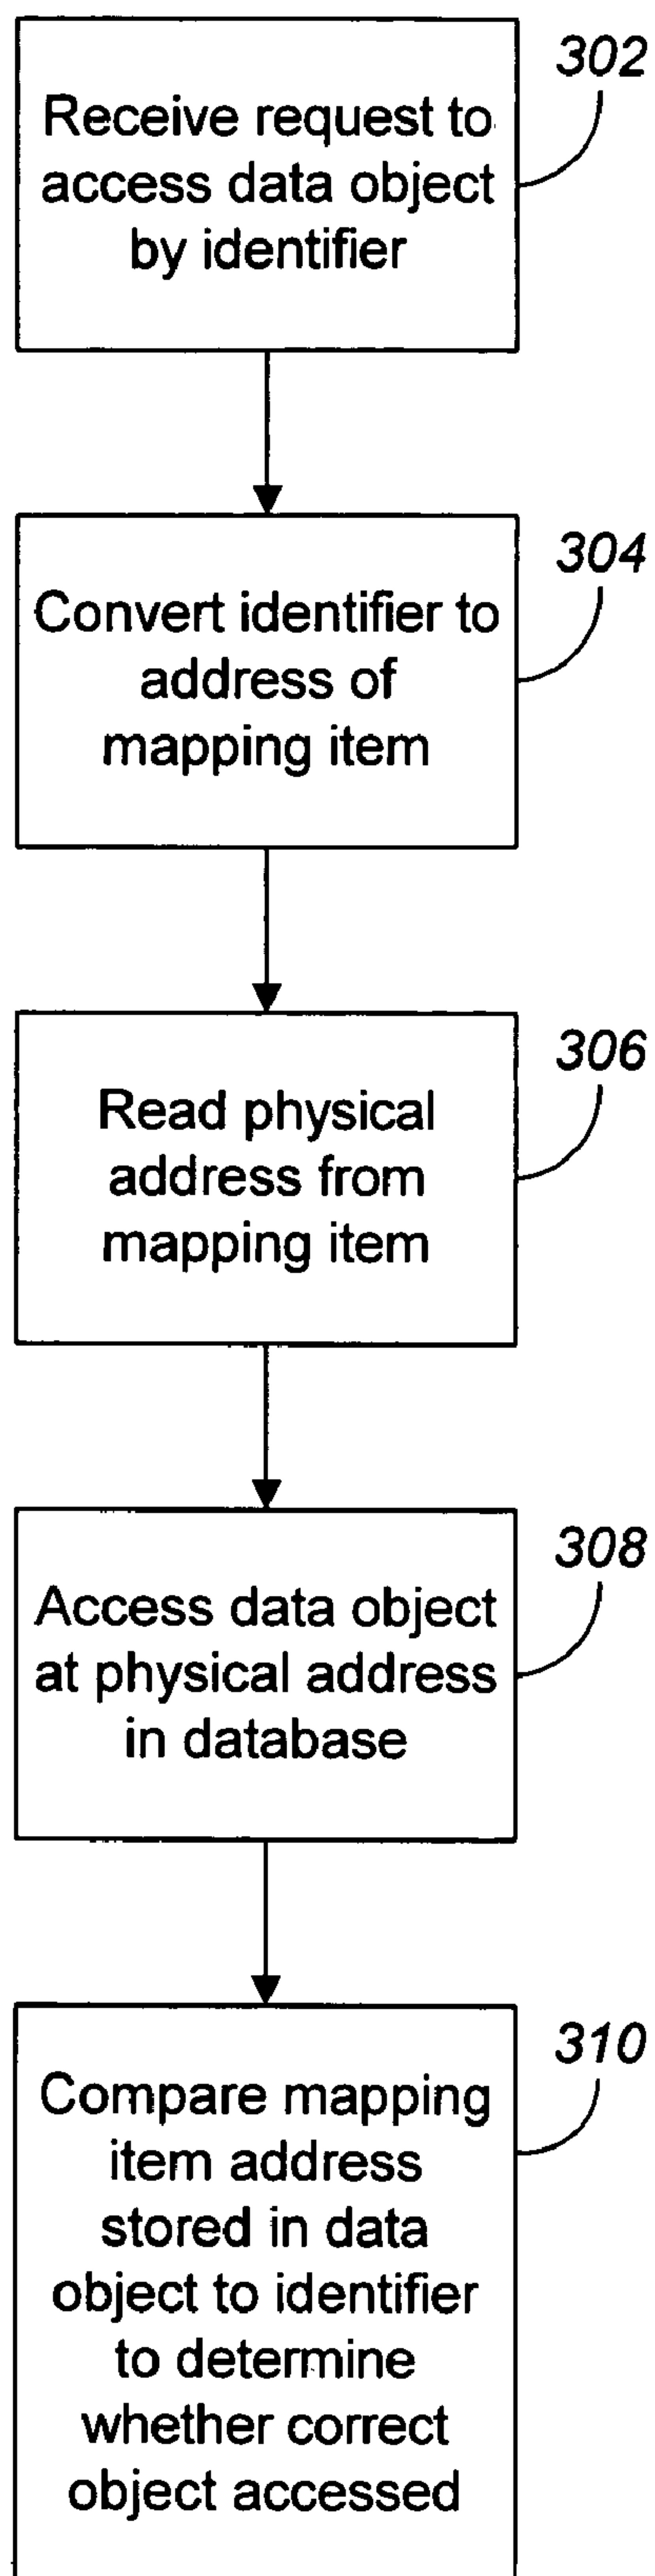 302
Receive request to
access data object
by identifier
304
Convert identifier to
address of
mapping item
306
Read physical
address from
mapping item
308
Access data object
at physical address
in database
310
Compare mapping
item address
stored in data
object to identifier
to determine
whether correct
object accessed